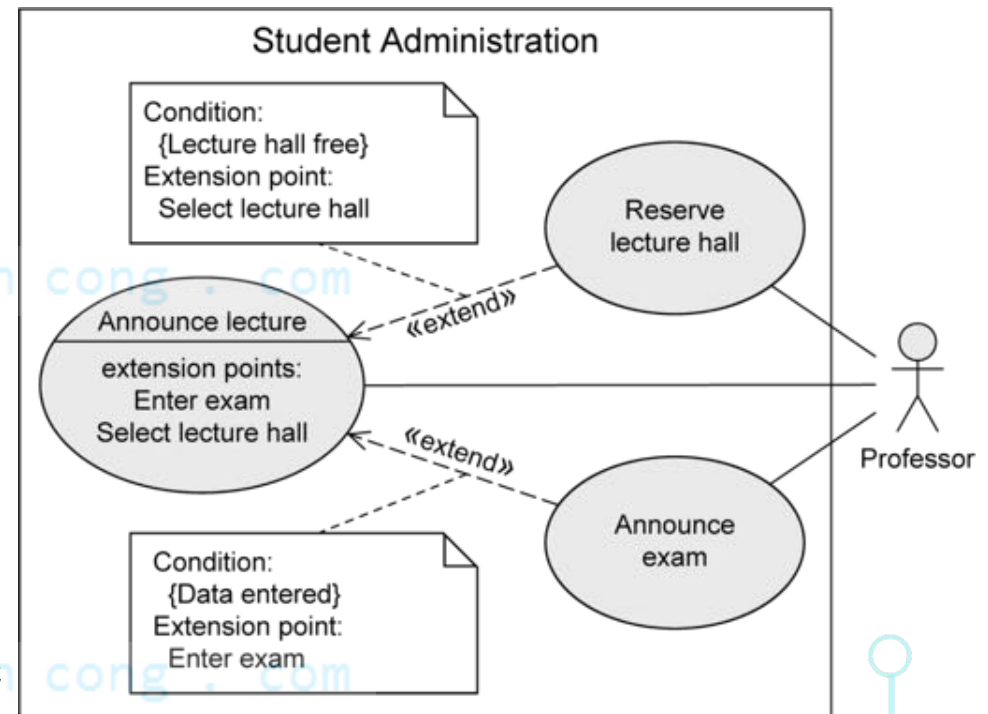 Student Administration
Condition:
{Lecture hall free}
Extension point:
Select lecture hall
Reserve
lecture hall
n cong . com
«extend»
Announce lecture
extension points:
Enter exam
Select lecture hall
«extend»
Professor
Announce
exam
Condition:
{Data entered}
Extension point:
Enter exam
n cong . com